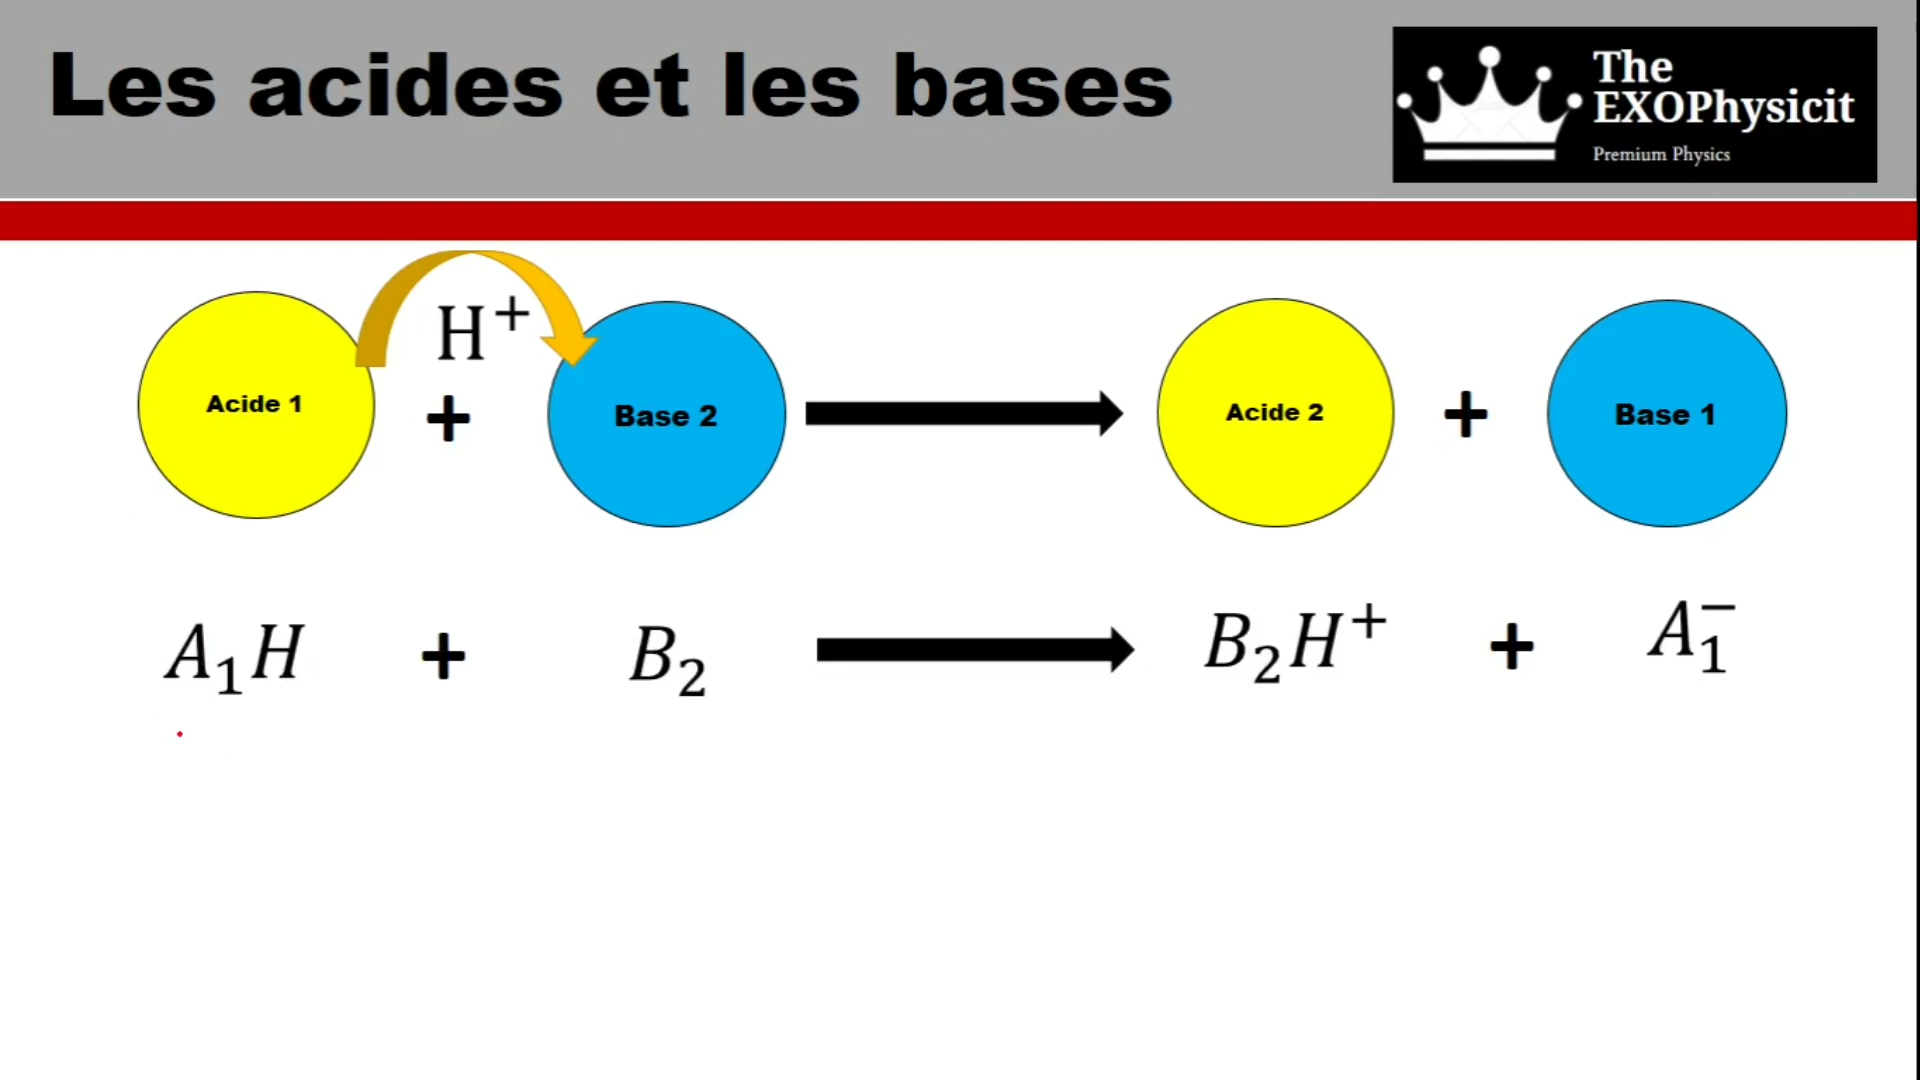 Les acides et les bases
The
EXOPhysicit
Premium Physics
H⁺
Acide 1 + Base 2 Acide 2 + Base 1
A₁H + B₂ B₂H⁺ + A₁⁻